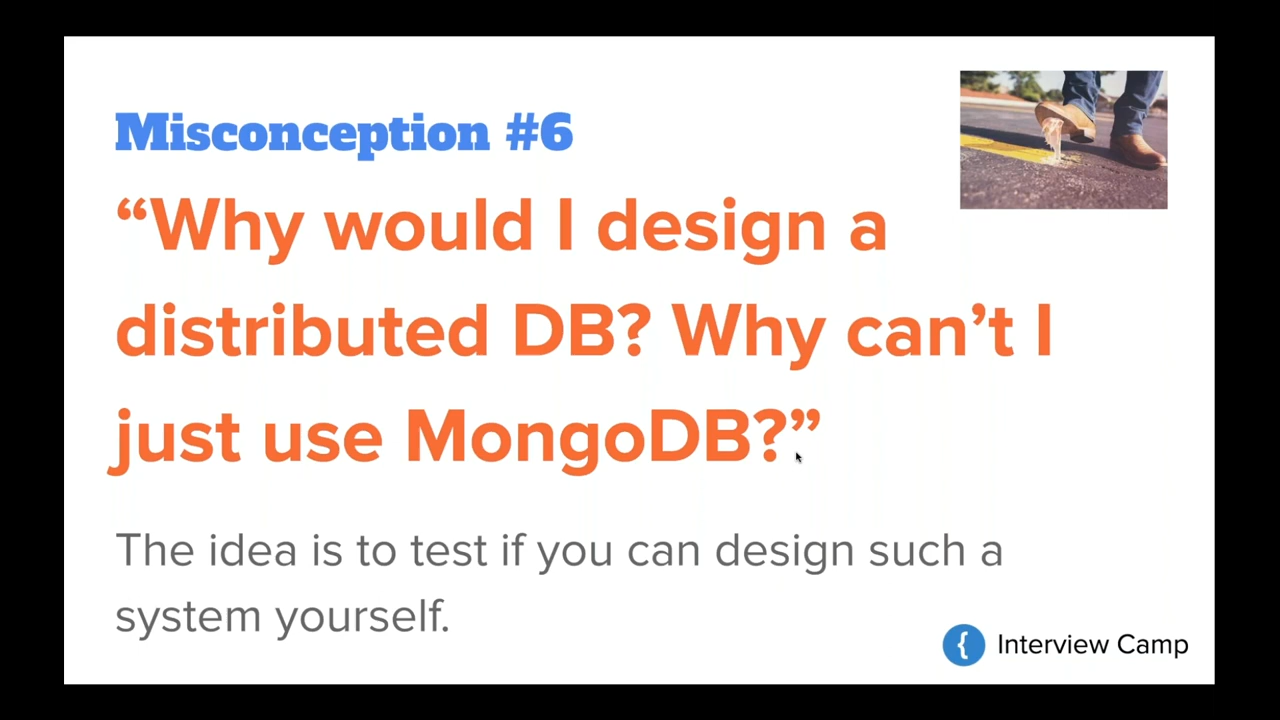 Misconception #6
“Why would I design a
distributed DB? Why can’t I
just use MongoDB?”
The idea is to test if you can design such a
system yourself.
{ Interview Camp